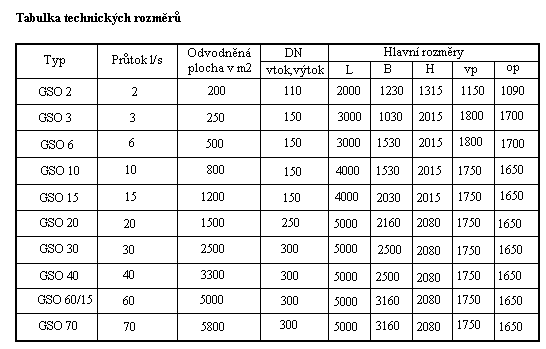 Tabulka technických rozměrů
Typ Průtok l/s Odvodněná plocha v m2 DN vtok,výtok Hlavní rozměry
L B H vp op
GSO 2 2 200 110 2000 1230 1315 1150 1090
GSO 3 3 250 150 3000 1030 2015 1800 1700
GSO 6 6 500 150 3000 1530 2015 1800 1700
GSO 10 10 800 150 4000 1530 2015 1750 1650
GSO 15 15 1200 150 4000 2030 2015 1750 1650
GSO 20 20 1500 250 5000 2160 2080 1750 1650
GSO 30 30 2500 300 5000 2500 2080 1750 1650
GSO 40 40 3300 300 5000 2500 2080 1750 1650
GSO 60/15 60 5000 300 5000 3160 2080 1750 1650
GSO 70 70 5800 300 5000 3160 2080 1750 1650